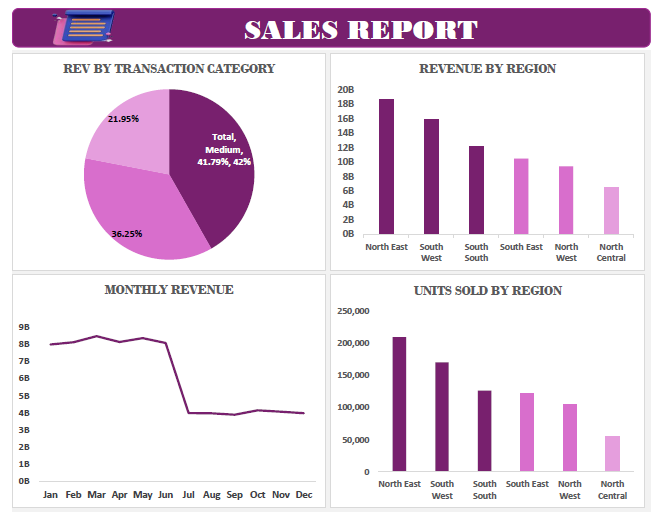 SALES REPORT
REV BY TRANSACTION CATEGORY
21.95%
Total,
Medium,
41.79%, 42%
36.25%
REVENUE BY REGION
20B
18B
16B
14B
12B
10B
8B
6B
4B
2B
0B
North East South West South South South East North West North Central
MONTHLY REVENUE
9B
8B
7B
6B
5B
4B
3B
2B
1B
0B
Jan Feb Mar Apr May Jun Jul Aug Sep Oct Nov Dec
UNITS SOLD BY REGION
250,000
200,000
150,000
100,000
50,000
0
North East South West South South South East North West North Central